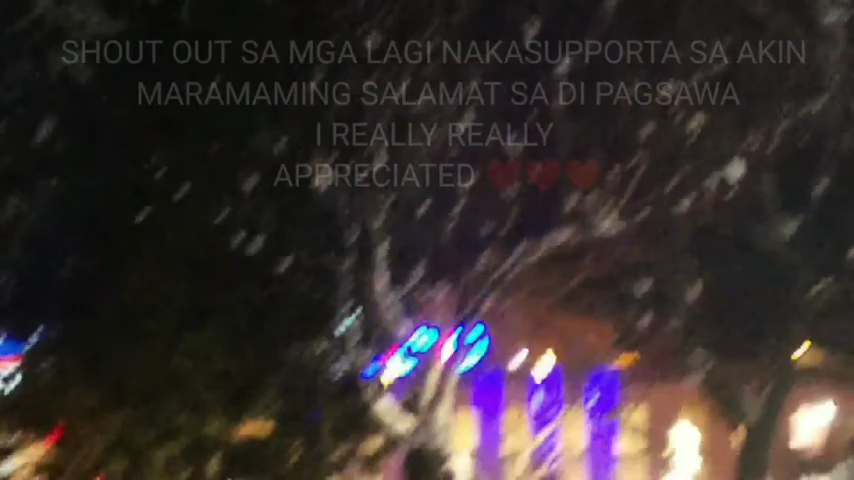 SHOUT OUT SA MGA LAGI NAKASUPPORTA SA AKIN
MARAMAMING SALAMAT SA DI PAGSAWA
I REALLY REALLY
APPRECIATED ❤❤❤